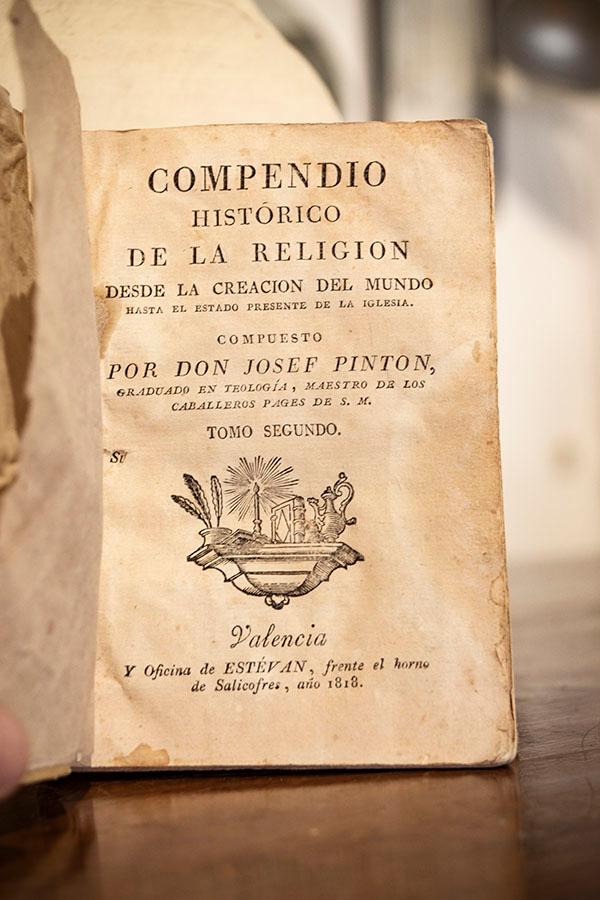 COMPENDIO
HISTÓRICO
DE LA RELIGION
DESDE LA CREACION DEL MUNDO
HASTA EL ESTADO PRESENTE DE LA IGLESIA.
COMPUESTO
POR DON JOSEF PINTON,
GRADUADO EN TEOLOGÍA, MAESTRO DE LOS
CABALLEROS PAGES DE S. M.
TOMO SEGUNDO.
Si
Valencia
Y Oficina de ESTÉVAN, frente el horno
de Salicofres, año 1818.